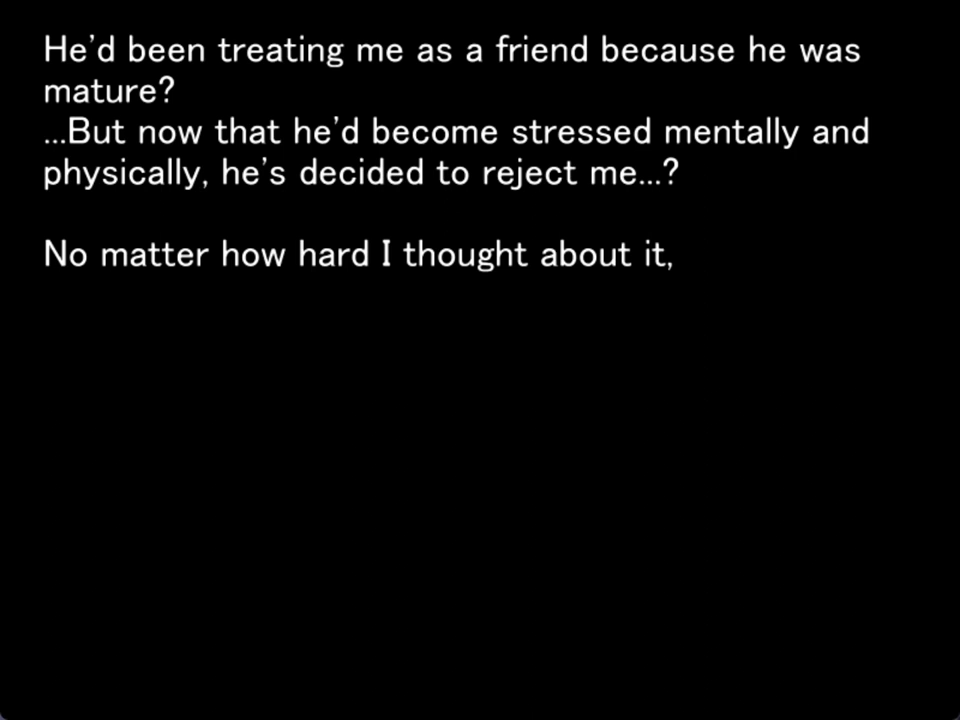 He’d been treating me as a friend because he was
mature?
...But now that he’d become stressed mentally and
physically, he’s decided to reject me...?
No matter how hard I thought about it,